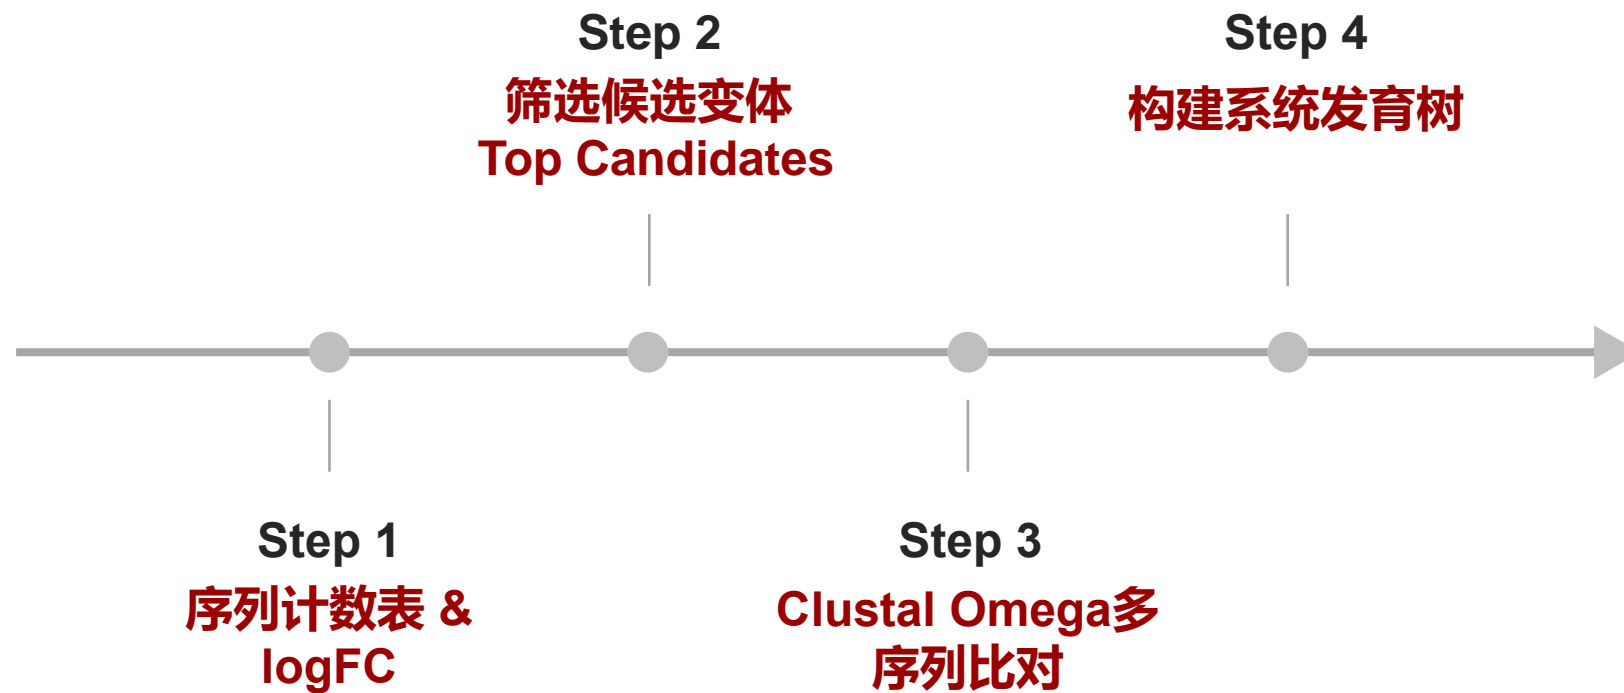 Step 2
筛选候选变体
Top Candidates
Step 4
构建系统发育树
Step 1
序列计数表 &
logFC
Step 3
Clustal Omega多
序列比对